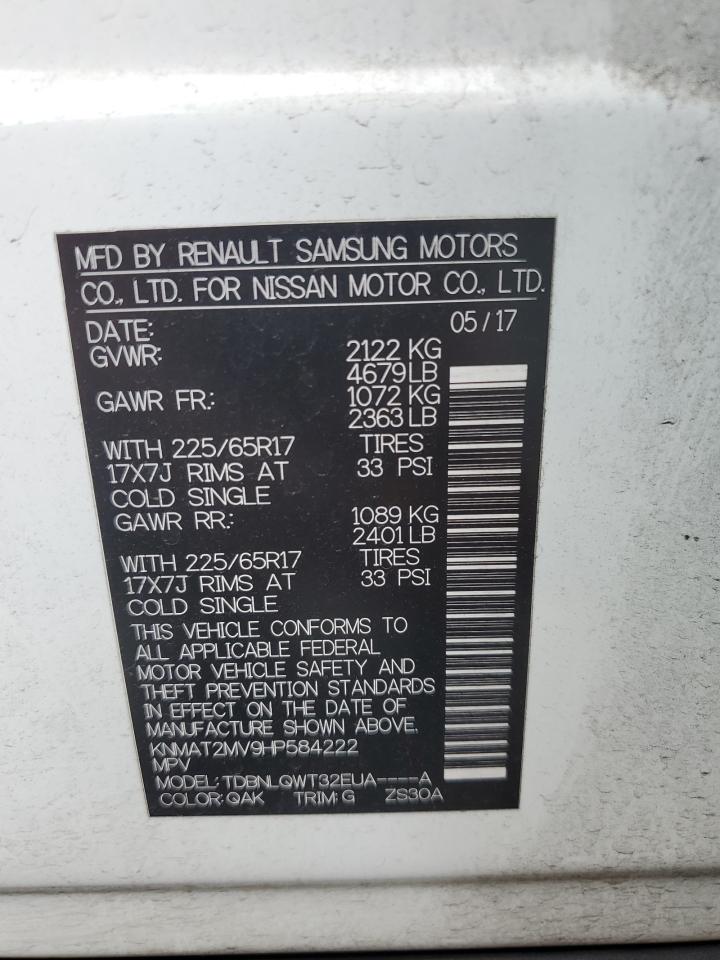 MFD BY RENAULT SAMSUNG MOTORS
CO., LTD. FOR NISSAN MOTOR CO., LTD.
DATE: 05/17
GVWR: 2122 KG
4679 LB
GAWR FR.: 1072 KG
2363 LB
WITH 225/65R17 TIRES
17X7J RIMS AT 33 PSI
COLD SINGLE
GAWR RR.: 1089 KG
2401 LB
WITH 225/65R17 TIRES
17X7J RIMS AT 33 PSI
COLD SINGLE
THIS VEHICLE CONFORMS TO
ALL APPLICABLE FEDERAL
MOTOR VEHICLE SAFETY AND
THEFT PREVENTION STANDARDS
IN EFFECT ON THE DATE OF
MANUFACTURE SHOWN ABOVE.
KNMAT2MV9HP584222
MPV
MODEL: TDBNLQWT32EUA----A
COLOR: QAK TRIM: G ZS30A